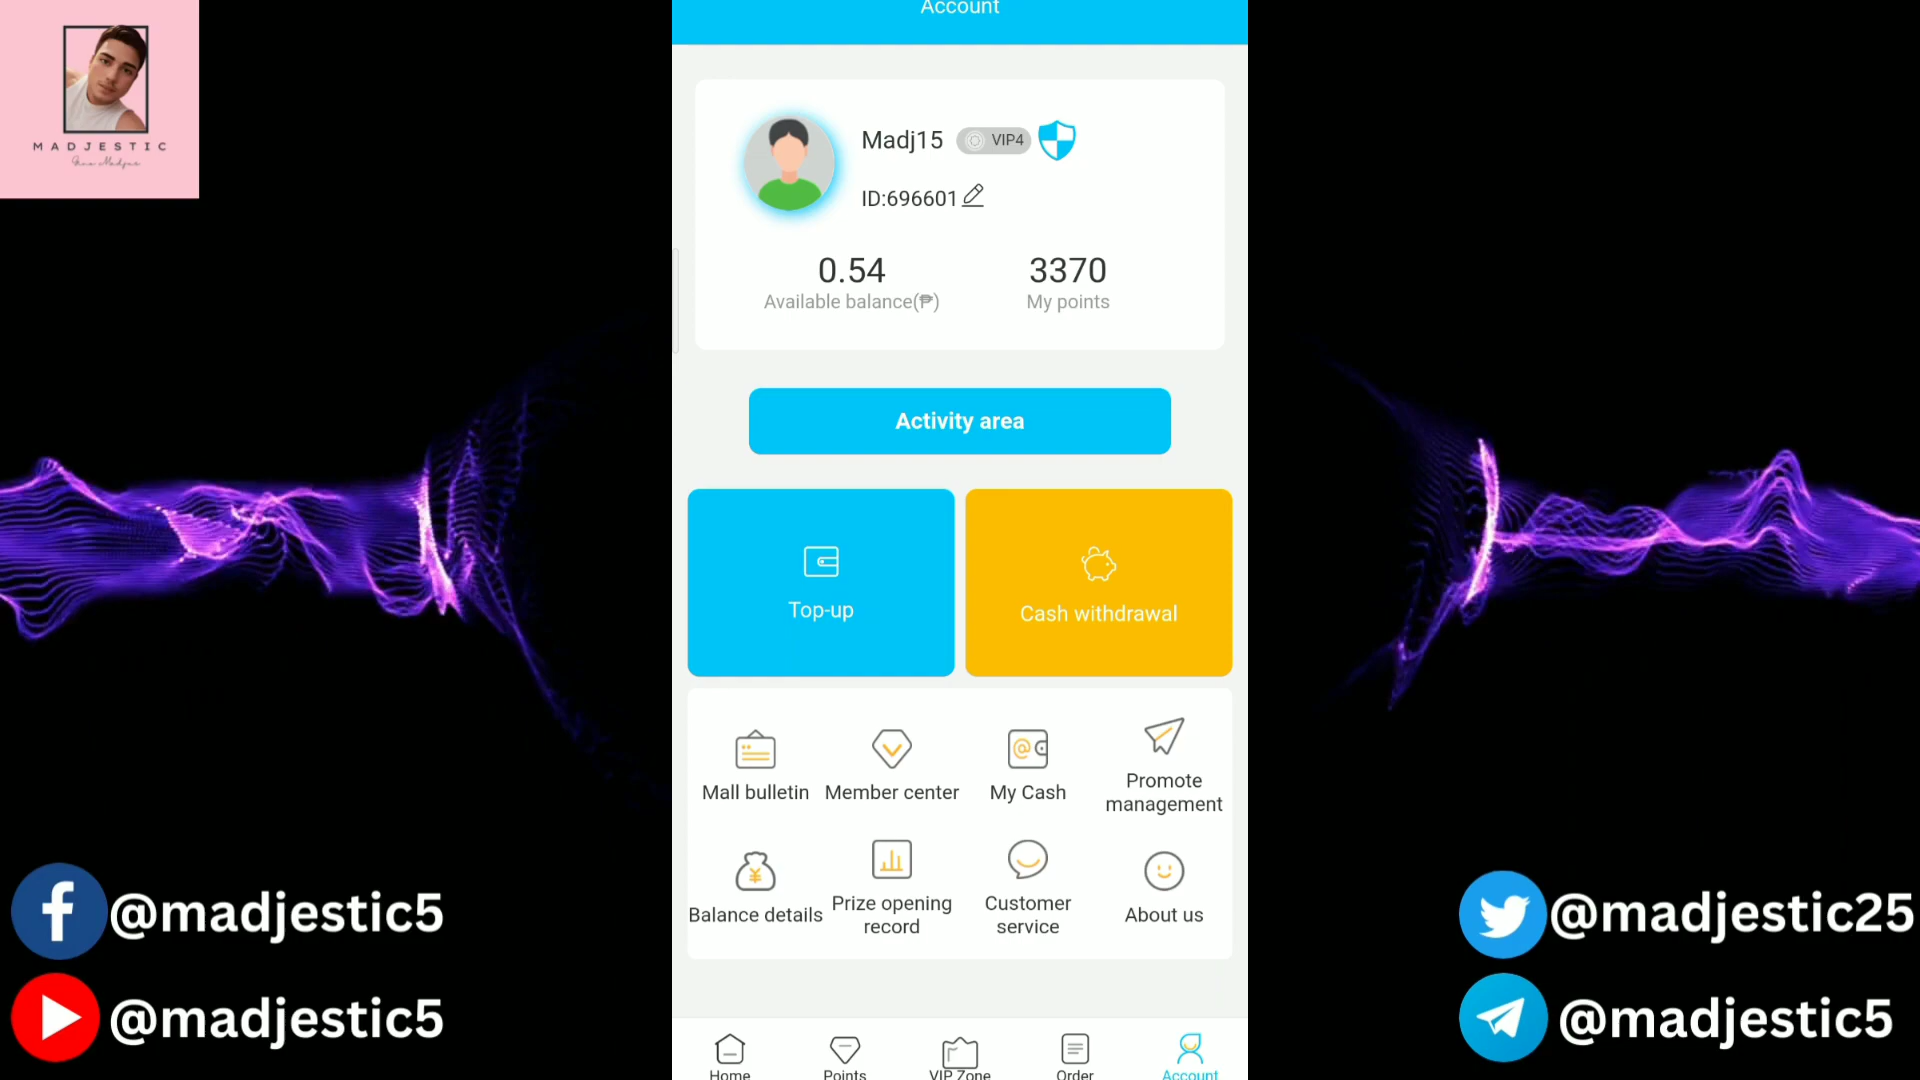 MADJESTIC
Account
Madj15
VIP4
ID:696601
0.54
3370
Available balance(₱)
My points
Activity area
Top-up
Cash withdrawal
Mall bulletin
Member center
My Cash
Promote
management
Balance details
Prize opening
record
Customer
service
About us
Home
Points
VIP Zone
Order
Account
@madjestic5
@madjestic5
@madjestic25
@madjestic5